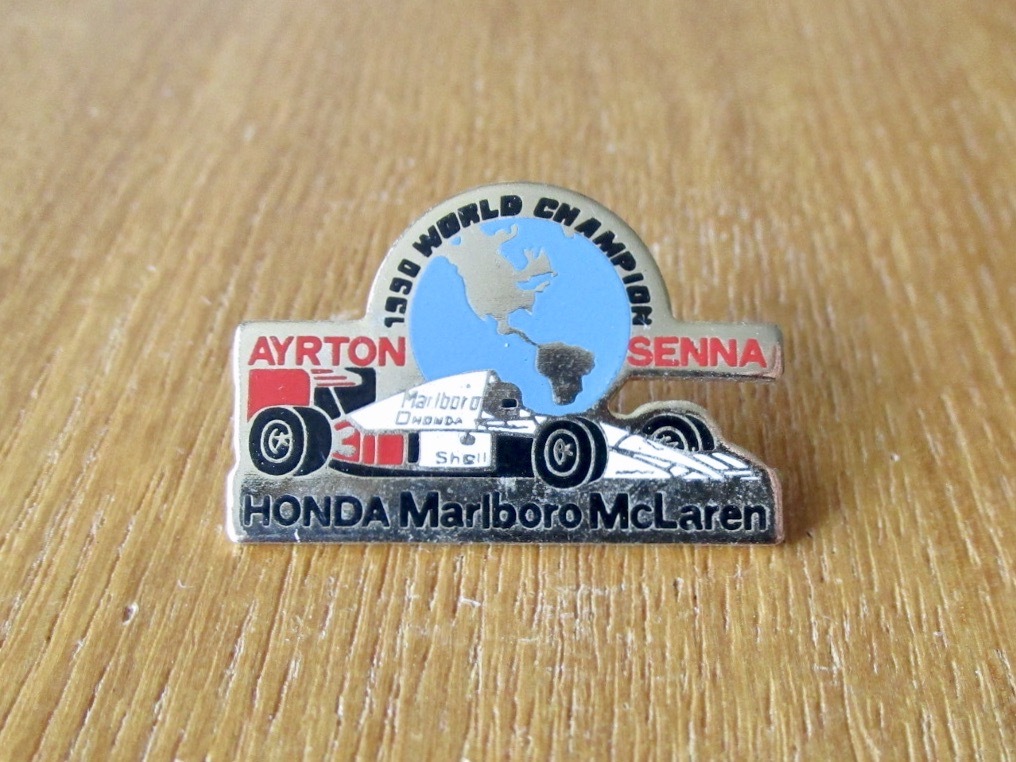 1990 WORLD CHAMPION
AYRTON SENNA
Marlboro
HONDA
Shell
HONDA Marlboro McLaren